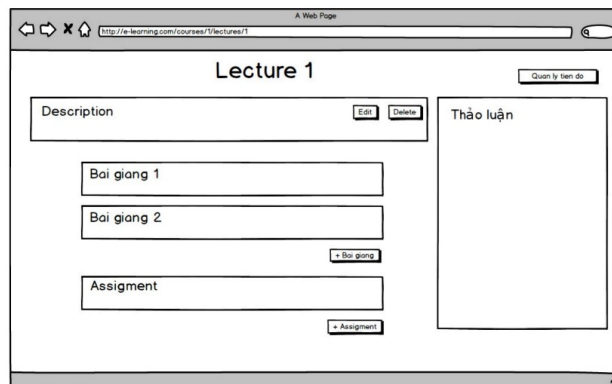 A Web Page
http://e-learning.com/courses/1/lectures/1
Lecture 1
Quan ly tien do
Description
Edit
Delete
Thảo luận
Bai giang 1
Bai giang 2
+ Bai giang
Assigment
+ Assigment